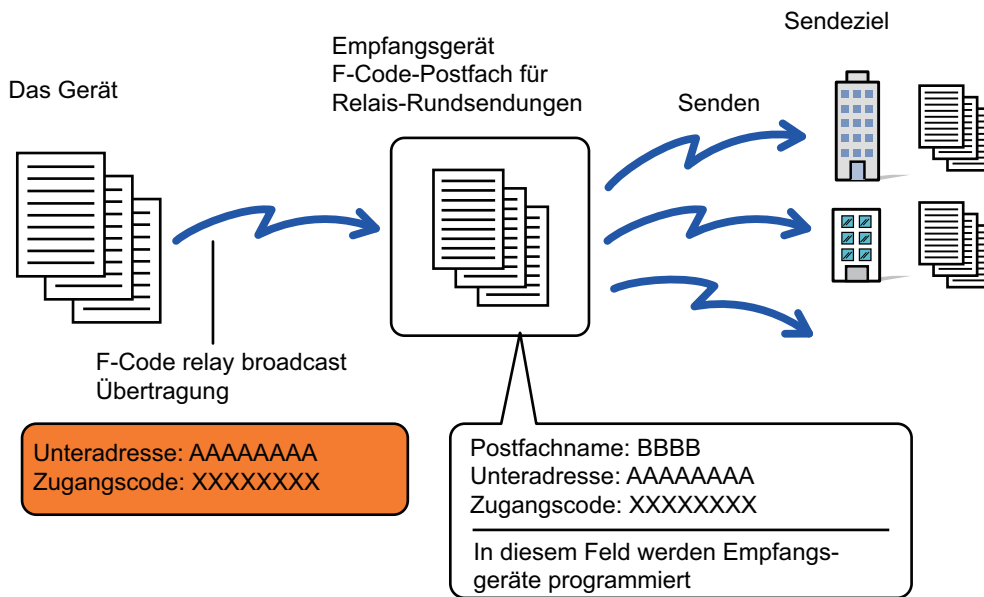 Das Gerät
Empfangsgerät
F-Code-Postfach für
Relais-Rundsendungen
Senden
Sendeziel
F-Code relay broadcast
Übertragung
Unteradresse: AAAAAAAA
Zugangscode: XXXXXXXX
Postfachname: BBBB
Unteradresse: AAAAAAAA
Zugangscode: XXXXXXXX
In diesem Feld werden Empfangs-
geräte programmiert